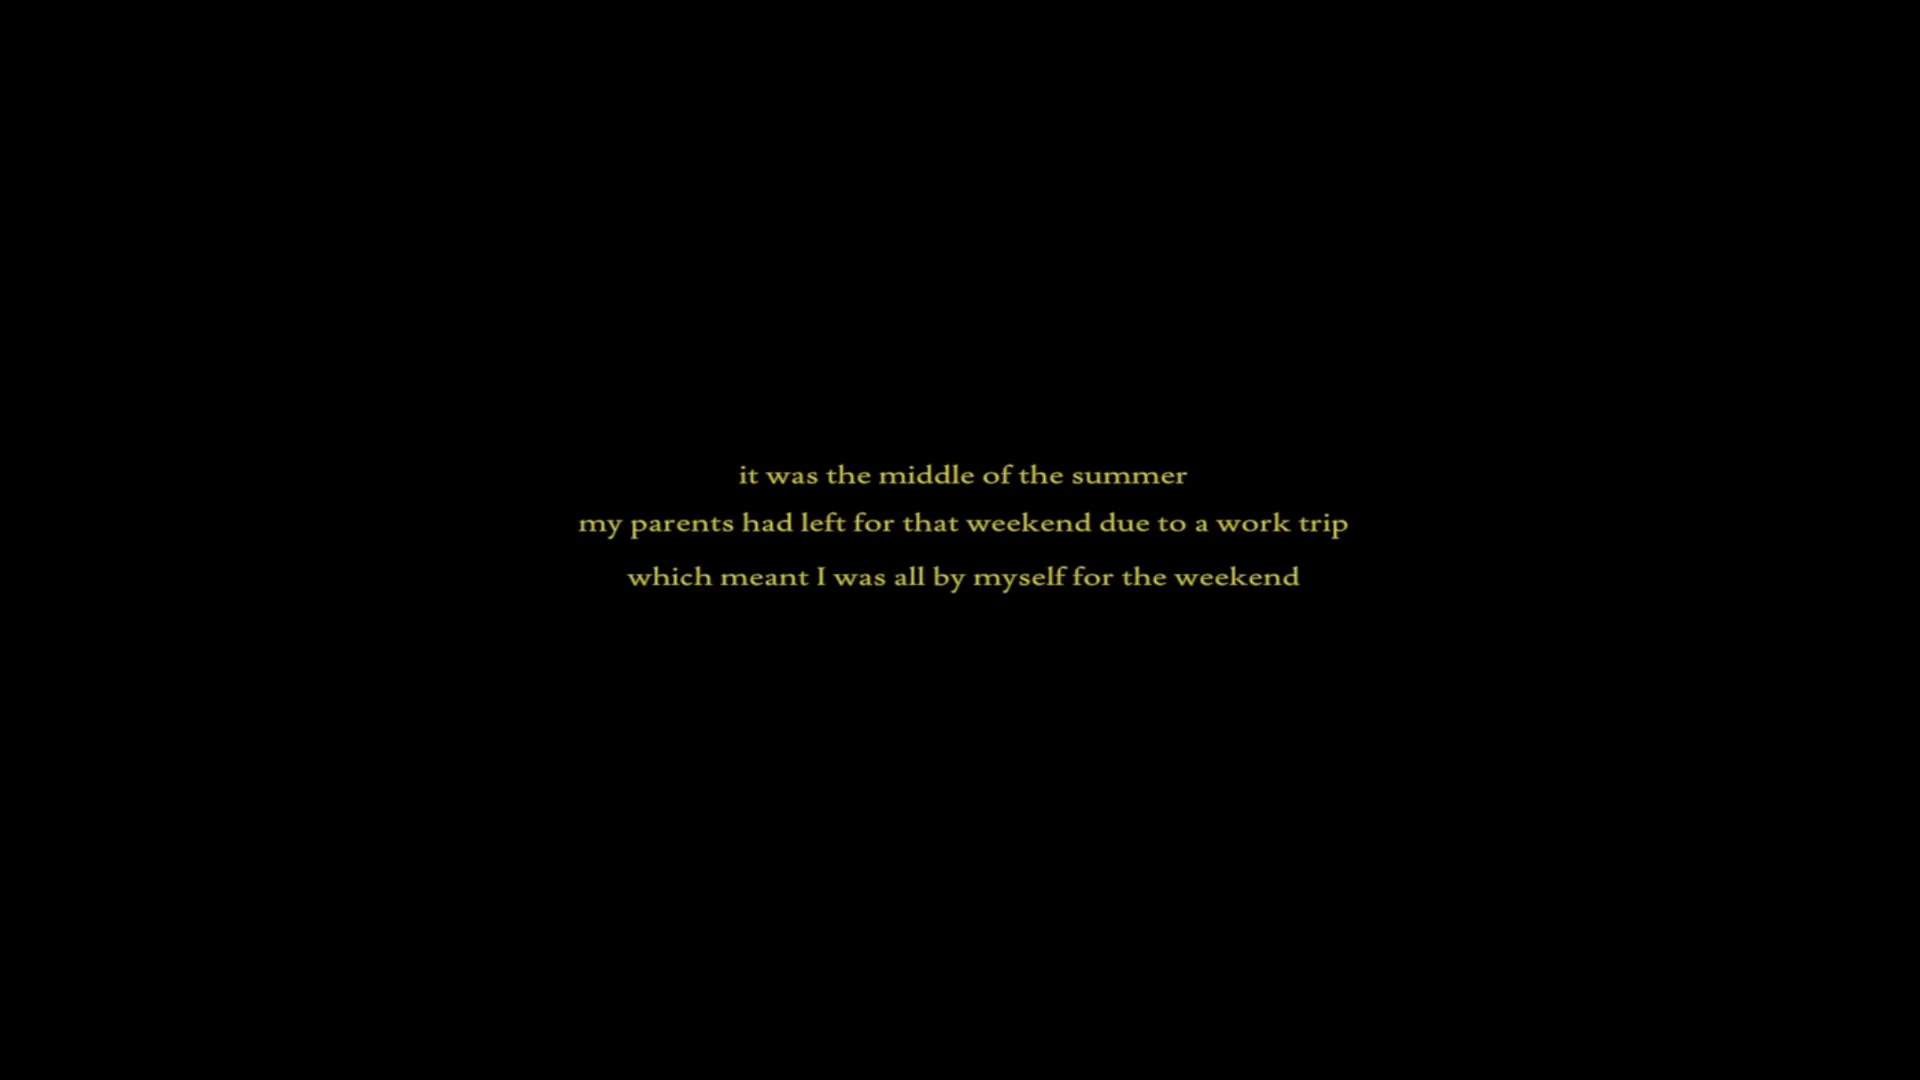 it was the middle of the summer
my parents had left for that weekend due to a work trip
which meant I was all by myself for the weekend